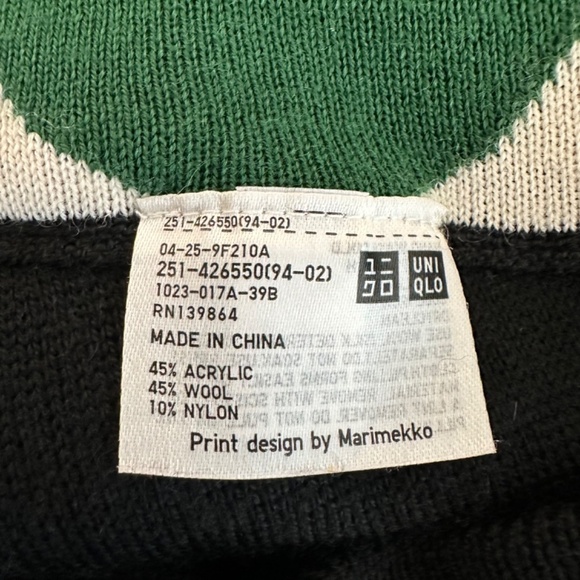 251-426550(94-02)
04-25-9F210A
251-426550(94-02)
1023-017A-39B
RN139864
ユニ
クロ
UNI
QLO
MADE IN CHINA
45% ACRYLIC
45% WOOL
10% NYLON
Print design by Marimekko